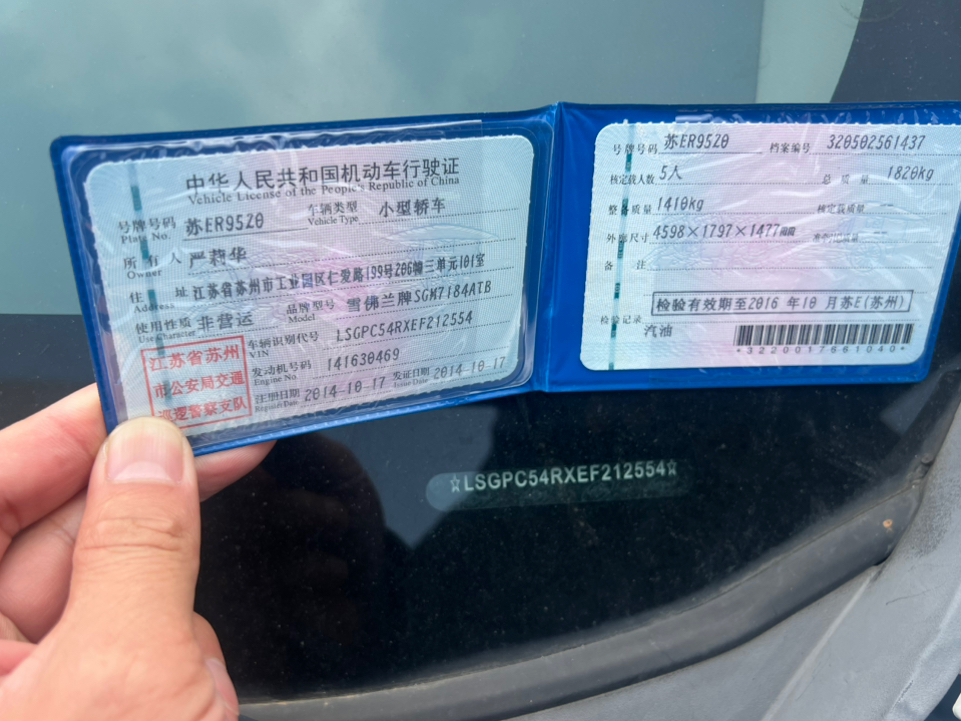 中华人民共和国机动车行驶证
Vehicle License of the People's Republic of China
号牌号码 苏ER95Z0 车辆类型 小型轿车
Plate No. Vehicle Type
所有人 严莉华
Owner
住址 江苏省苏州市工业园区仁爱路199号206幢三单元101室
Address
使用性质 非营运 品牌型号 雪佛兰牌SGM7184ATB
Use Character Model
江苏省苏州
市公安局交通
巡逻警察支队
车辆识别代号 LSGPC54RXEF212554
VIN
发动机号码 141630469
Engine No.
注册日期 2014-10-17 发证日期 2014-10-17
Register Date Issue Date
号牌号码 苏ER95Z0 档案编号 320502561437
核定载人数 5人 总质量 1820kg
整备质量 1410kg 核定载质量 --
外廓尺寸 4598×1797×1477mm 准牵引总质量 --
备注
检验有效期至2016年10月苏E(苏州)
检验记录
汽油
*3220017661040*
☆LSGPC54RXEF212554☆